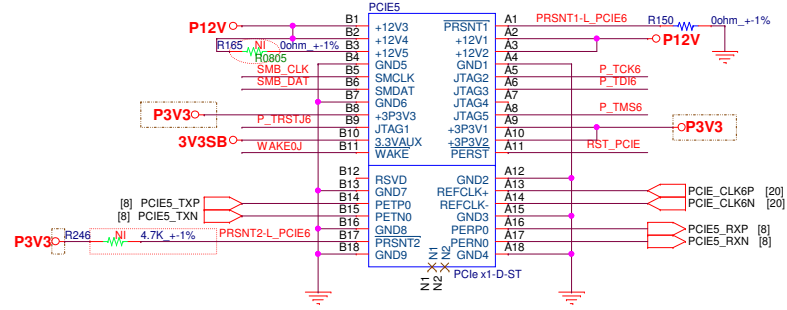 PCIE5
P12V
B1 +12V3 PRSNT1 A1 PRSNT1-L_PCIE6 R150 0ohm_+-1%
B2 +12V4 +12V1 A2 P12V
R165 NI 0ohm_+-1% B3 +12V5 +12V2 A3
R0805
B4 GND5 GND1 A4
SMB_CLK B5 SMCLK JTAG2 A5 P_TCK6
SMB_DAT B6 SMDAT JTAG3 A6 P_TDI6
B7 GND6 JTAG4 A7
P3V3 B8 +3P3V3 JTAG5 A8 P_TMS6
P_TRSTJ6 B9 JTAG1 +3P3V1 A9 P3V3
3V3SB B10 3.3VAUX +3P3V2 A10
WAKE0J B11 WAKE PERST A11 RST_PCIE
B12 RSVD GND2 A12
B13 GND7 REFCLK+ A13 PCIE_CLK6P [20]
[8] PCIE5_TXP B14 PETP0 REFCLK- A14 PCIE_CLK6N [20]
[8] PCIE5_TXN B15 PETN0 GND3 A15
B16 GND8 PERP0 A16 PCIE5_RXP [8]
P3V3 R246 NI 4.7K_+-1% PRSNT2-L_PCIE6 B17 PRSNT2 PERN0 A17 PCIE5_RXN [8]
B18 GND9 GND4 A18
N1 N2
PCIe x1-D-ST
N1 N2